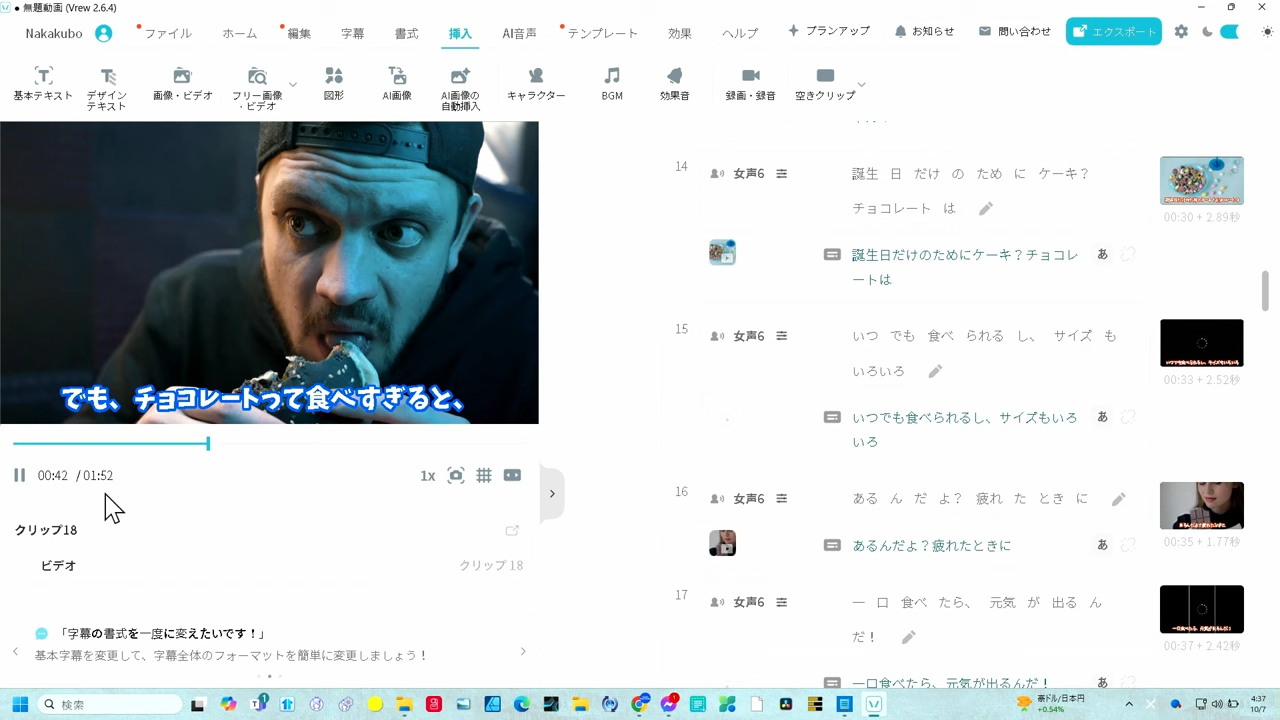 無題動画 (Vrew 2.6.4)
Nakakubo ファイル ホーム 編集 字幕 書式 挿入 AI音声 テンプレート 効果 ヘルプ プランアップ お知らせ 問い合わせ エクスポート
基本テキスト デザインテキスト 画像・ビデオ フリー画像・ビデオ 図形 AI画像 AI画像の自動挿入 キャラクター BGM 効果音 録画・録音 空きクリップ
でも、チョコレートって食べすぎると、
00:42 / 01:52
1x
クリップ18
ビデオ クリップ 18
「字幕の書式を一度に変えたいです！」
基本字幕を変更して、字幕全体のフォーマットを簡単に変更しましょう！
14 女声6 誕生 日 だけ の ため に ケーキ？
チョコレート は
00:30 + 2.89秒
誕生日だけのためにケーキ？チョコレ あ
ートは
15 女声6 いつ でも 食べ られる し、 サイズ も
いろいろ
00:33 + 2.52秒
いつでも食べられるし、サイズもいろ あ
いろ
16 女声6 ある ん だ よ？ 疲れ た とき に
00:35 + 1.77秒
あるんだよ？疲れたときに あ
17 女声6 一 口 食べ たら、 元気 が 出る ん
だ！
00:37 + 2.42秒
一口食べたら、元気が出るんだ！ あ
検索
豪ドル/日本円
+0.54%
4:37
10/7